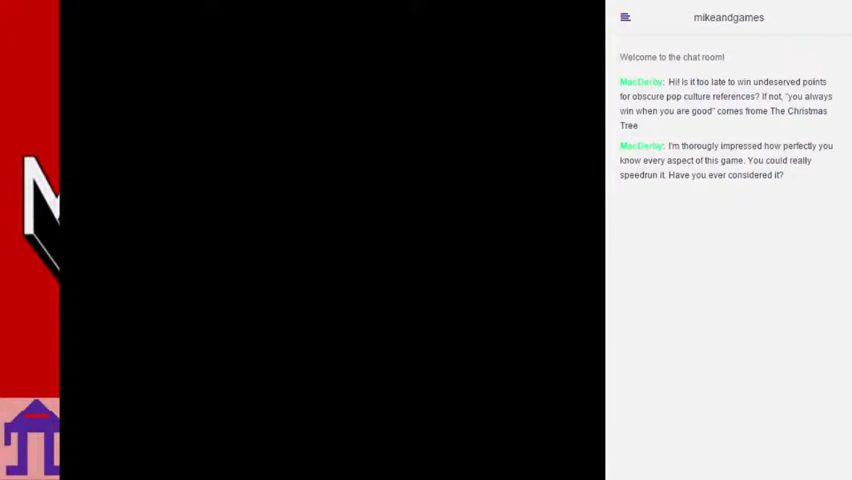 mikeandgames
Welcome to the chat room!
MacDerby: Hi! Is it too late to win undeserved points
for obscure pop culture references? If not, "you always
win when you are good" comes frome The Christmas
Tree
MacDerby: I'm thorougly impressed how perfectly you
know every aspect of this game. You could really
speedrun it. Have you ever considered it?